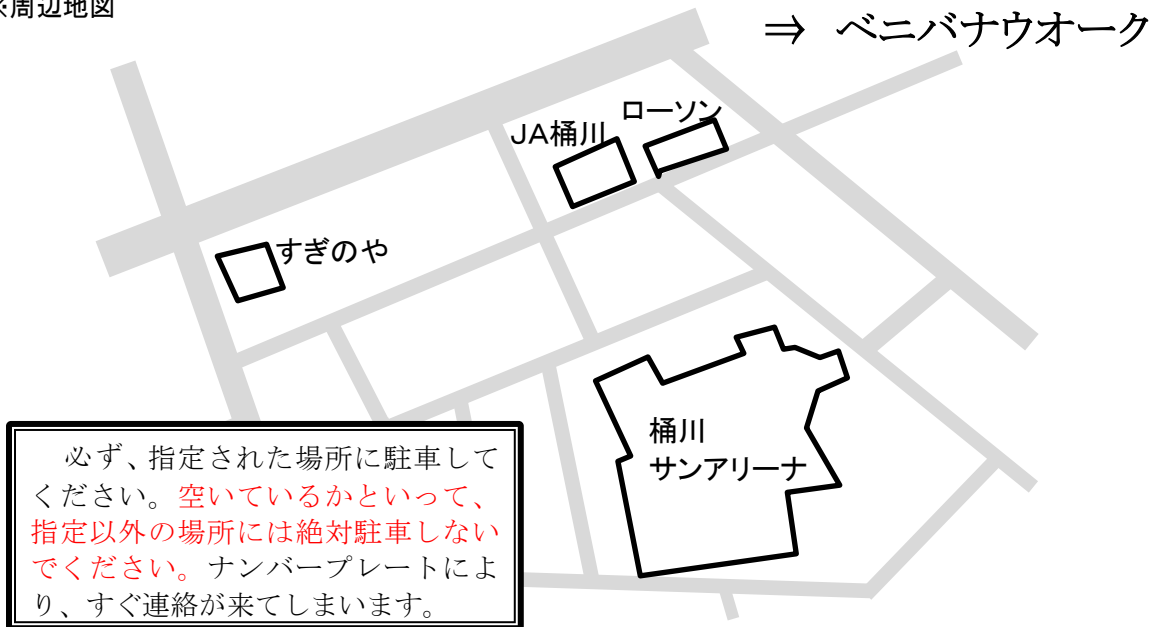 ※周辺地図
⇒ ベニバナウオーク
ローソン
JA桶川
すぎのや
桶川
サンアリーナ
必ず、指定された場所に駐車して
ください。空いているかといって、
指定以外の場所には絶対駐車しない
でください。ナンバープレートによ
り、すぐ連絡が来てしまいます。